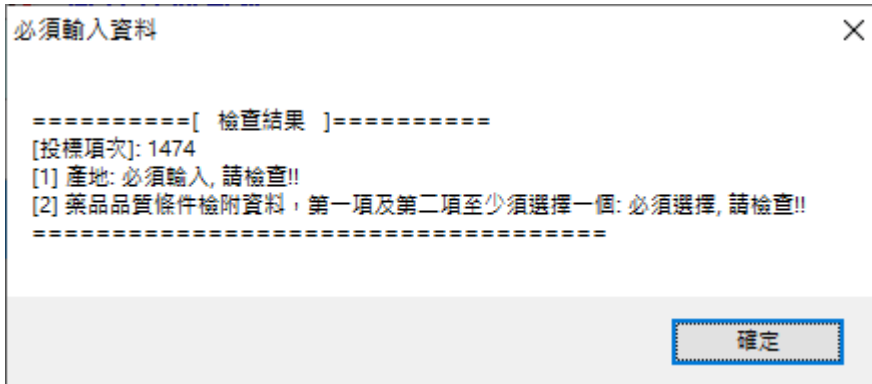 必須輸入資料
==========[ 檢查結果 ]==========
[投標項次]: 1474
[1] 產地: 必須輸入, 請檢查!!
[2] 藥品品質條件檢附資料，第一項及第二項至少須選擇一個: 必須選擇, 請檢查!!
====================================
確定